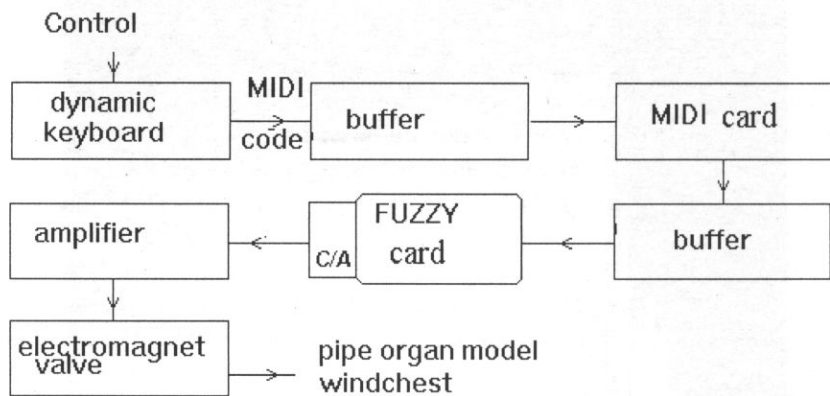 Control
dynamic
keyboard
MIDI
code
buffer
MIDI card
buffer
FUZZY
card
C/A
amplifier
electromagnet
valve
pipe organ model
windchest